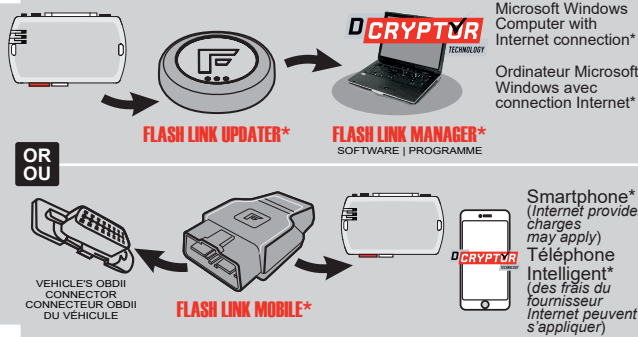 D CRYPTOR
TECHNOLOGY
Microsoft Windows
Computer with
Internet connection*
Ordinateur Microsoft
Windows avec
connection Internet*
FLASH LINK UPDATER*
FLASH LINK MANAGER*
SOFTWARE | PROGRAMME
OR
OU
VEHICLE'S OBDII
CONNECTOR
CONNECTEUR OBDII
DU VÉHICULE
FLASH LINK MOBILE*
D CRYPTOR
TECHNOLOGY
Smartphone*
(Internet provide
charges
may apply)
Téléphone
Intelligent*
(des frais du
fournisseur
Internet peuvent
s'appliquer)